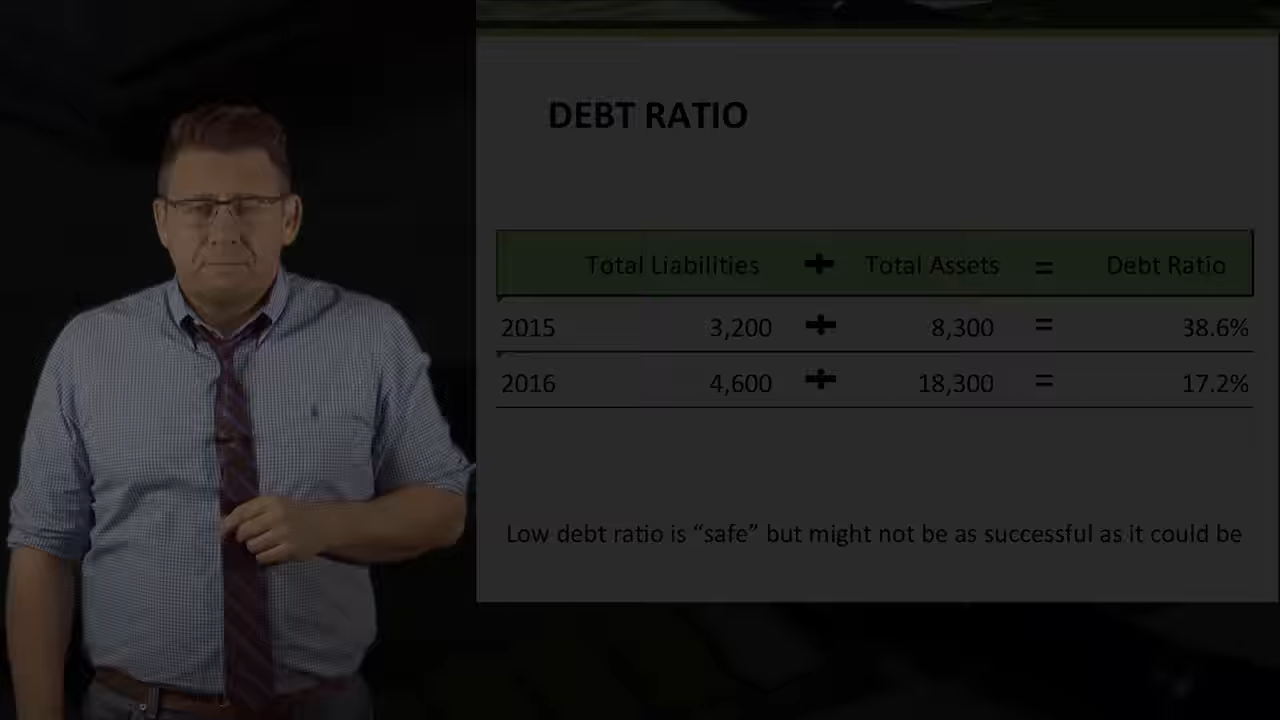 DEBT RATIO
Total Liabilities ÷ Total Assets = Debt Ratio
2015 3,200 ÷ 8,300 = 38.6%
2016 4,600 ÷ 18,300 = 17.2%
Low debt ratio is “safe” but might not be as successful as it could be